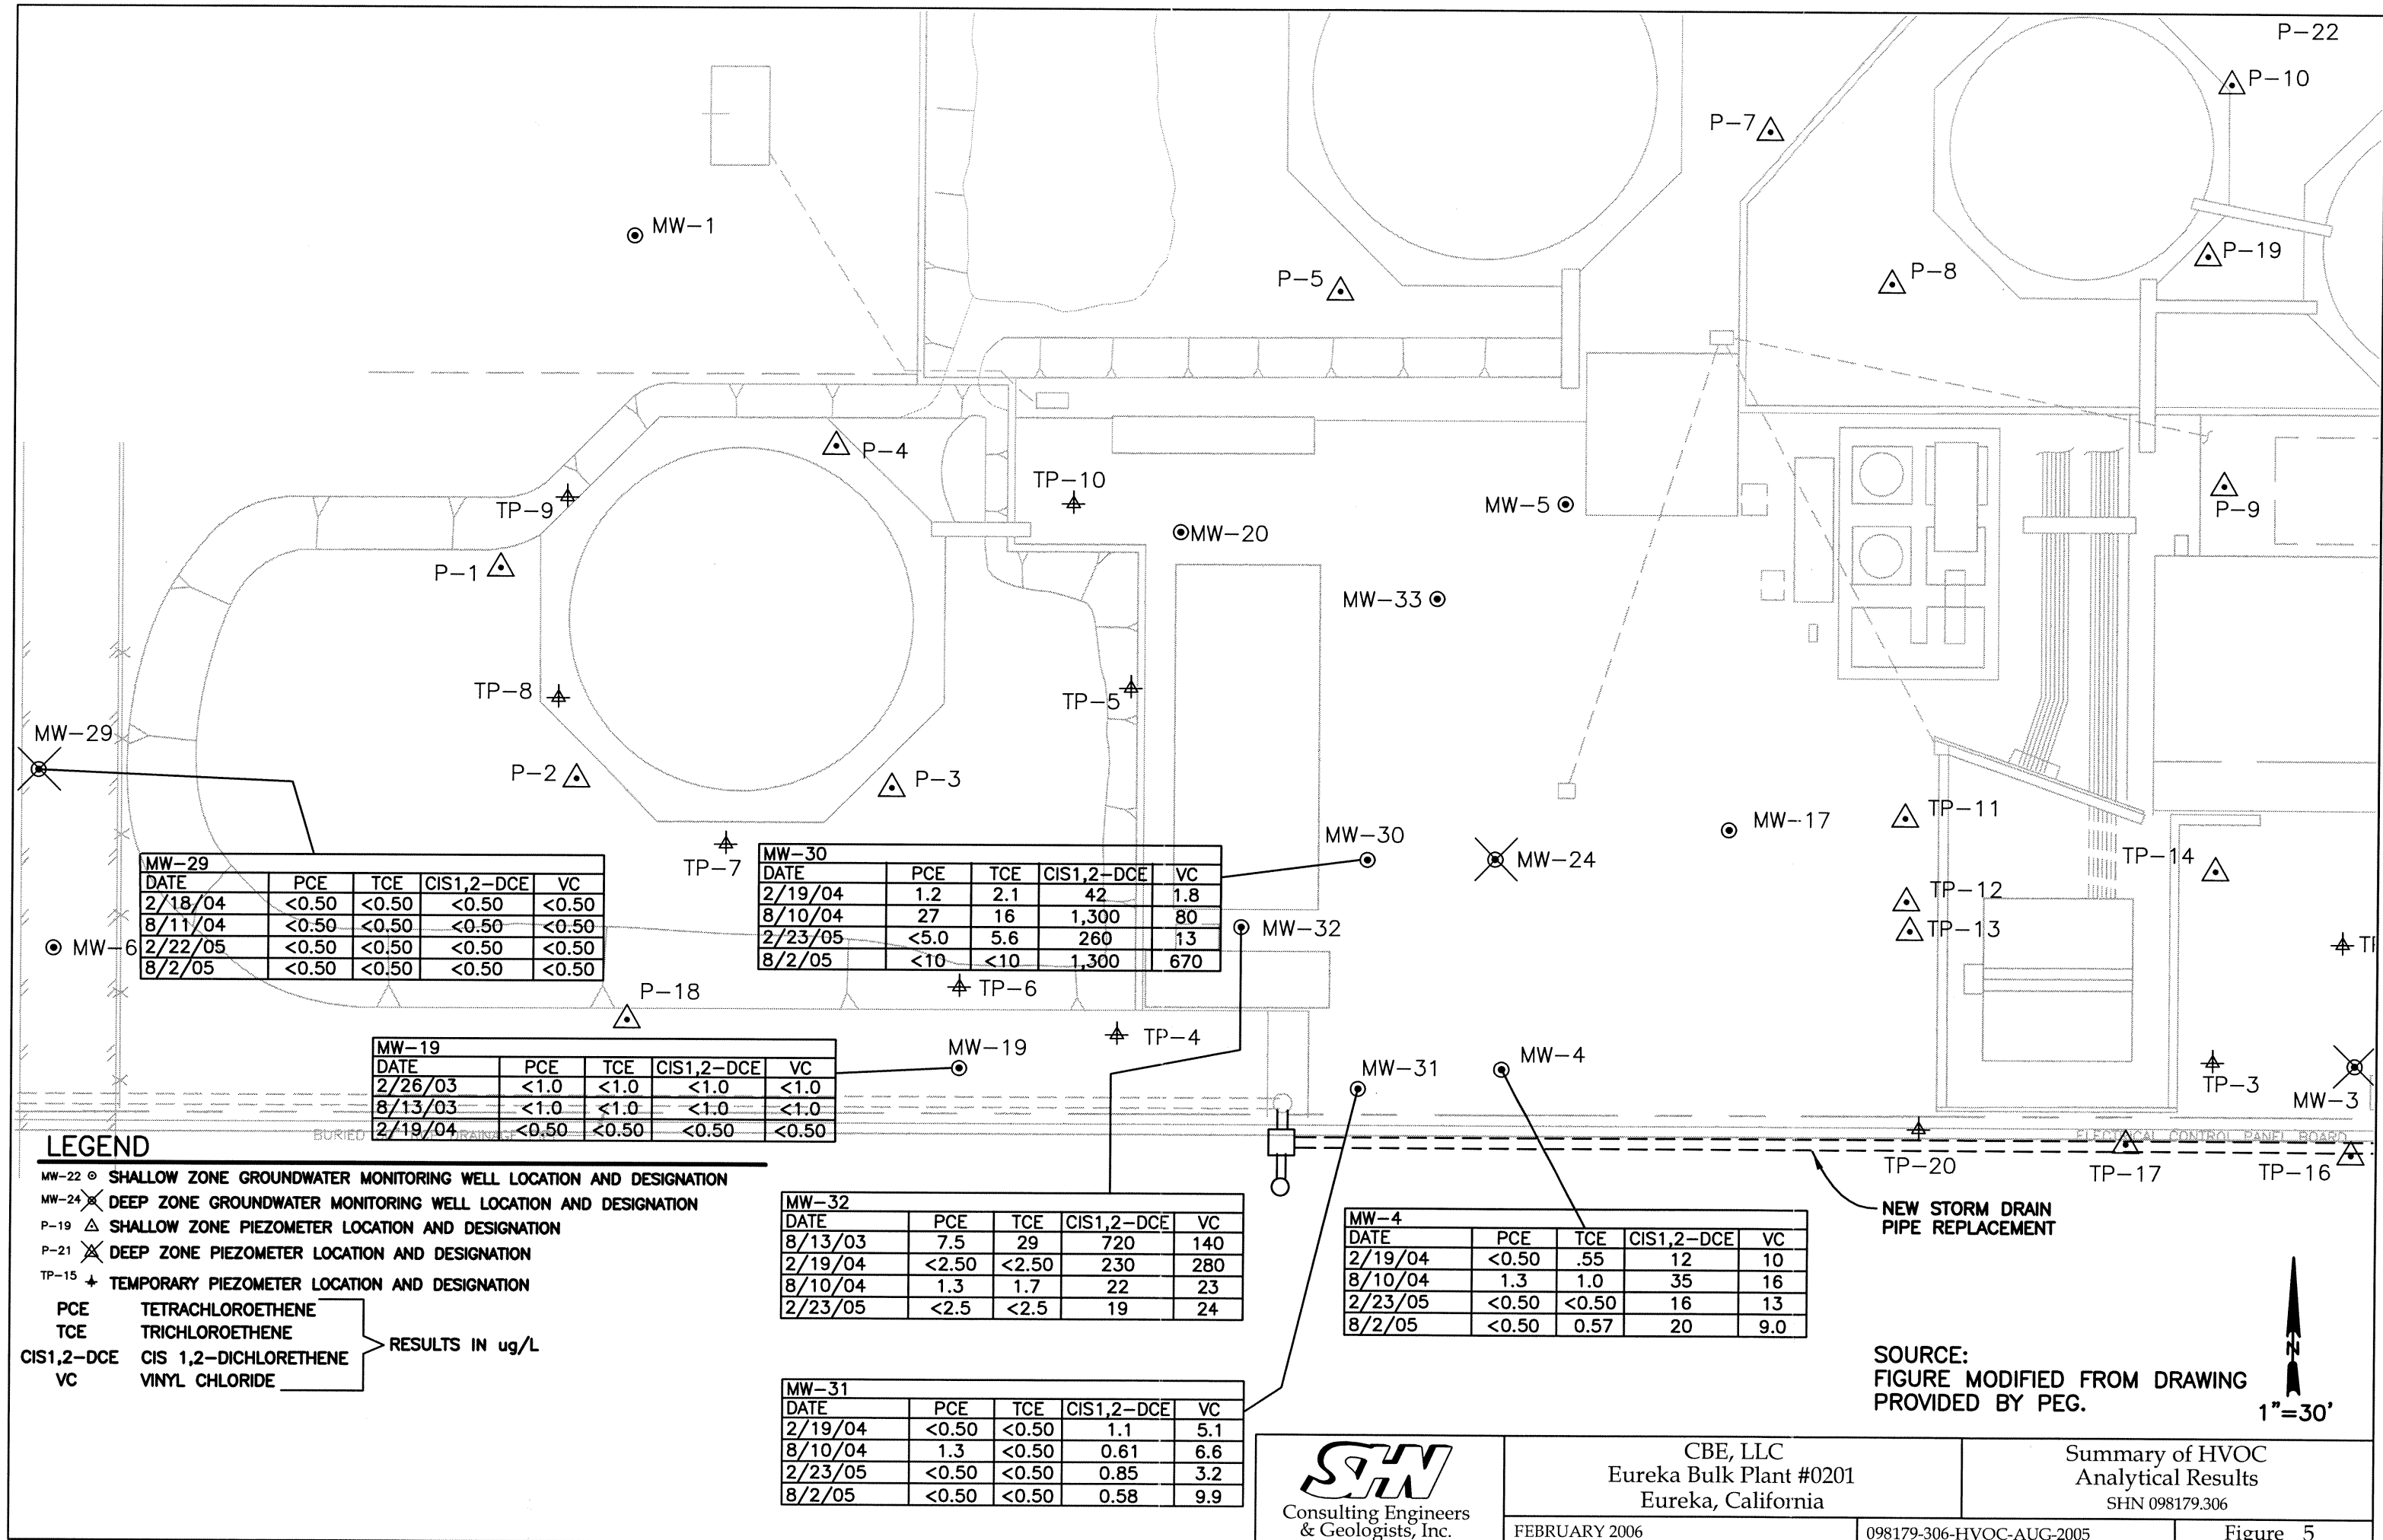 P-22
P-10
P-7
MW-1
P-19
P-5
P-8
P-4
TP-10
TP-9
MW-5
P-9
MW-20
P-1
MW-33
TP-8
TP-5
MW-29
P-2
P-3
TP-11
MW-17
MW-30
MW-24
TP-14
TP-7
TP-12
MW-32
TP-13
MW-6
MW-29
DATE PCE TCE CIS1,2-DCE VC
2/18/04 <0.50 <0.50 <0.50 <0.50
8/11/04 <0.50 <0.50 <0.50 <0.50
2/22/05 <0.50 <0.50 <0.50 <0.50
8/2/05 <0.50 <0.50 <0.50 <0.50
MW-30
DATE PCE TCE CIS1,2-DCE VC
2/19/04 1.2 2.1 42 1.8
8/10/04 27 16 1,300 80
2/23/05 <5.0 5.6 260 13
8/2/05 <10 <10 1,300 670
TP-6
P-18
TP-4
MW-19
MW-4
MW-31
TP-3
MW-3
MW-19
DATE PCE TCE CIS1,2-DCE VC
2/26/03 <1.0 <1.0 <1.0 <1.0
8/13/03 <1.0 <1.0 <1.0 <1.0
2/19/04 <0.50 <0.50 <0.50 <0.50
BURIED DRAINAGE
ELECTRICAL CONTROL PANEL BOARD
TP-20
TP-17
TP-16
NEW STORM DRAIN
PIPE REPLACEMENT
LEGEND
MW-22 SHALLOW ZONE GROUNDWATER MONITORING WELL LOCATION AND DESIGNATION
MW-24 DEEP ZONE GROUNDWATER MONITORING WELL LOCATION AND DESIGNATION
P-19 SHALLOW ZONE PIEZOMETER LOCATION AND DESIGNATION
P-21 DEEP ZONE PIEZOMETER LOCATION AND DESIGNATION
TP-15 TEMPORARY PIEZOMETER LOCATION AND DESIGNATION
PCE TETRACHLOROETHENE
TCE TRICHLOROETHENE
CIS1,2-DCE CIS 1,2-DICHLORETHENE
VC VINYL CHLORIDE
RESULTS IN ug/L
MW-32
DATE PCE TCE CIS1,2-DCE VC
8/13/03 7.5 29 720 140
2/19/04 <2.50 <2.50 230 280
8/10/04 1.3 1.7 22 23
2/23/05 <2.5 <2.5 19 24
MW-4
DATE PCE TCE CIS1,2-DCE VC
2/19/04 <0.50 .55 12 10
8/10/04 1.3 1.0 35 16
2/23/05 <0.50 <0.50 16 13
8/2/05 <0.50 0.57 20 9.0
MW-31
DATE PCE TCE CIS1,2-DCE VC
2/19/04 <0.50 <0.50 1.1 5.1
8/10/04 1.3 <0.50 0.61 6.6
2/23/05 <0.50 <0.50 0.85 3.2
8/2/05 <0.50 <0.50 0.58 9.9
SOURCE:
FIGURE MODIFIED FROM DRAWING
PROVIDED BY PEG.
N
1"=30'
SHN
Consulting Engineers
& Geologists, Inc.
CBE, LLC
Eureka Bulk Plant #0201
Eureka, California
Summary of HVOC
Analytical Results
SHN 098179.306
FEBRUARY 2006
098179-306-HVOC-AUG-2005
Figure 5